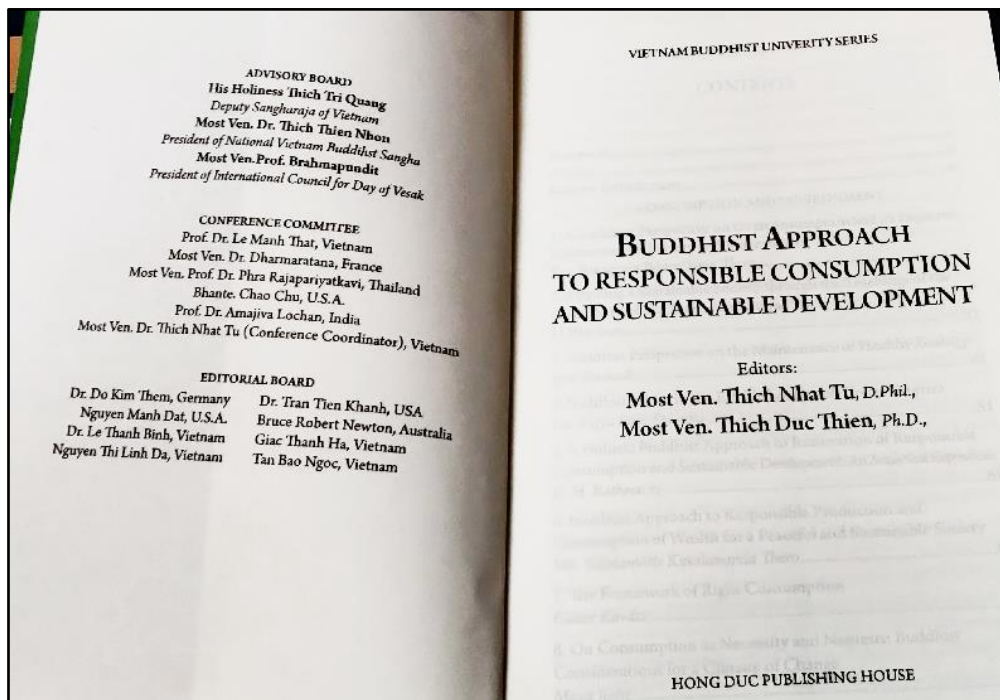 ADVISORY BOARD
His Holiness Thich Tri Quang
Deputy Sangharaja of Vietnam
Most Ven. Dr. Thich Thien Nhon
President of National Vietnam Buddihst Sangha
Most Ven.Prof. Brahmapundit
President of International Council for Day of Vesak
CONFERENCE COMMITTEE
Prof. Dr. Le Manh That, Vietnam
Most Ven. Dr. Dharmaratana, France
Most Ven. Prof. Dr. Phra Rajapariyatkavi, Thailand
Bhante. Chao Chu, U.S.A.
Prof. Dr. Amajiva Lochan, India
Most Ven. Dr. Thich Nhat Tu (Conference Coordinator), Vietnam
EDITORIAL BOARD
Dr. Do Kim Them, Germany
Nguyen Manh Dat, U.S.A.
Dr. Le Thanh Binh, Vietnam
Nguyen Thi Linh Da, Vietnam
Dr. Tran Tien Khanh, USA
Bruce Robert Newton, Australia
Giac Thanh Ha, Vietnam
Tan Bao Ngoc, Vietnam
VIETNAM BUDDHIST UNIVERITY SERIES
BUDDHIST APPROACH
TO RESPONSIBLE CONSUMPTION
AND SUSTAINABLE DEVELOPMENT
Editors:
Most Ven. Thich Nhat Tu, D.Phil.,
Most Ven. Thich Duc Thien, Ph.D.,
HONG DUC PUBLISHING HOUSE